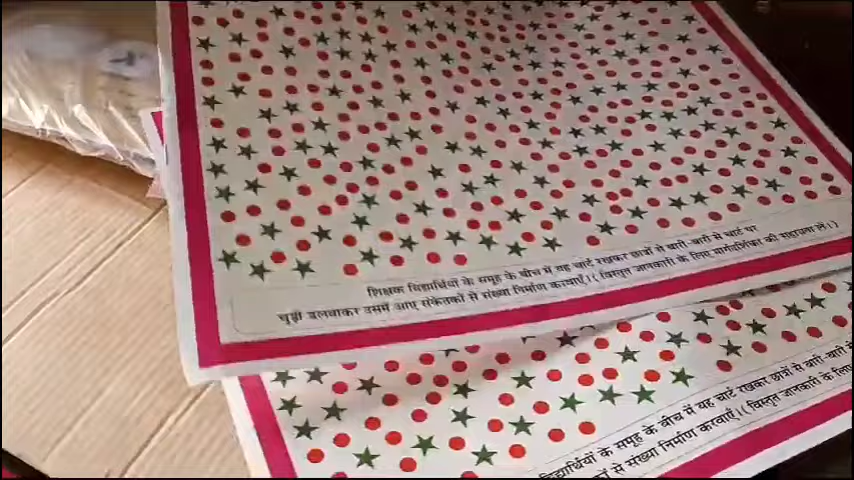 शिक्षक विद्यार्थियों के समूह के बीच में यह चार्ट रखकर छात्रों से बारी-बारी से चार्ट पर
चूड़ी डलवाकर उसमें आए संकेतकों से संख्या निर्माण करवाएँ। ( विस्तृत जानकारी के लिए मार्गदर्शिका की सहायता लें। )
विद्यार्थियों के समूह के बीच में यह चार्ट रखकर छात्रों से बारी-बारी से
संख्या निर्माण करवाएँ। ( विस्तृत जानकारी के लिए